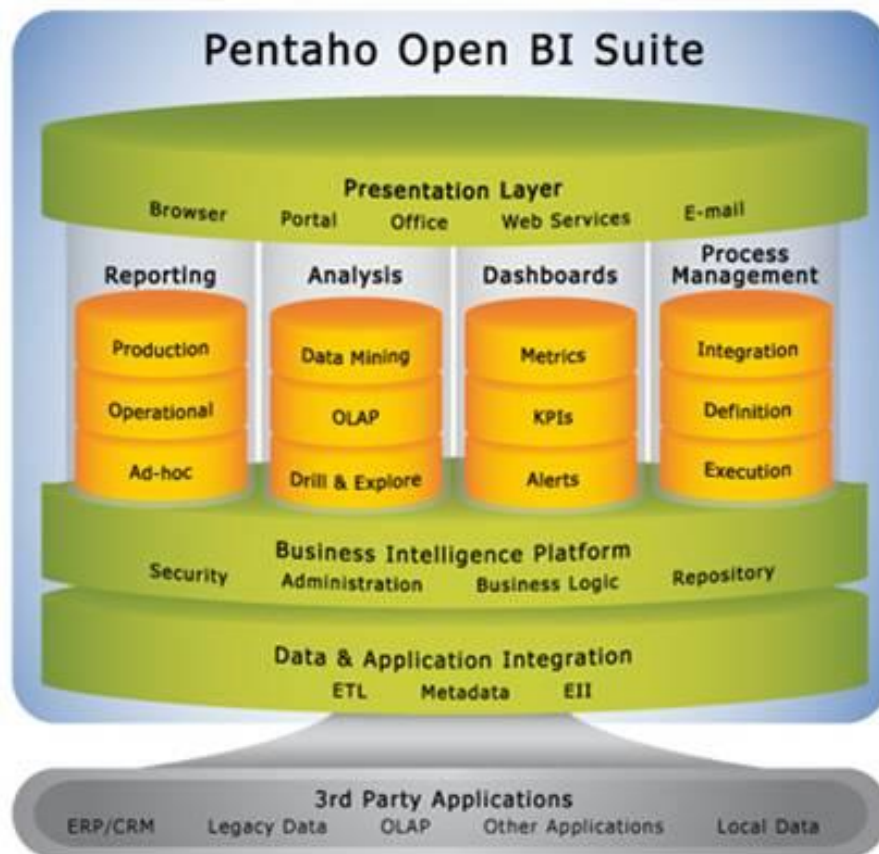 Pentaho Open BI Suite
Presentation Layer
Browser Portal Office Web Services E-mail
Reporting Analysis Dashboards Process Management
Production Data Mining Metrics Integration
Operational OLAP KPIs Definition
Ad-hoc Drill & Explore Alerts Execution
Business Intelligence Platform
Security Administration Business Logic Repository
Data & Application Integration
ETL Metadata EII
3rd Party Applications
ERP/CRM Legacy Data OLAP Other Applications Local Data